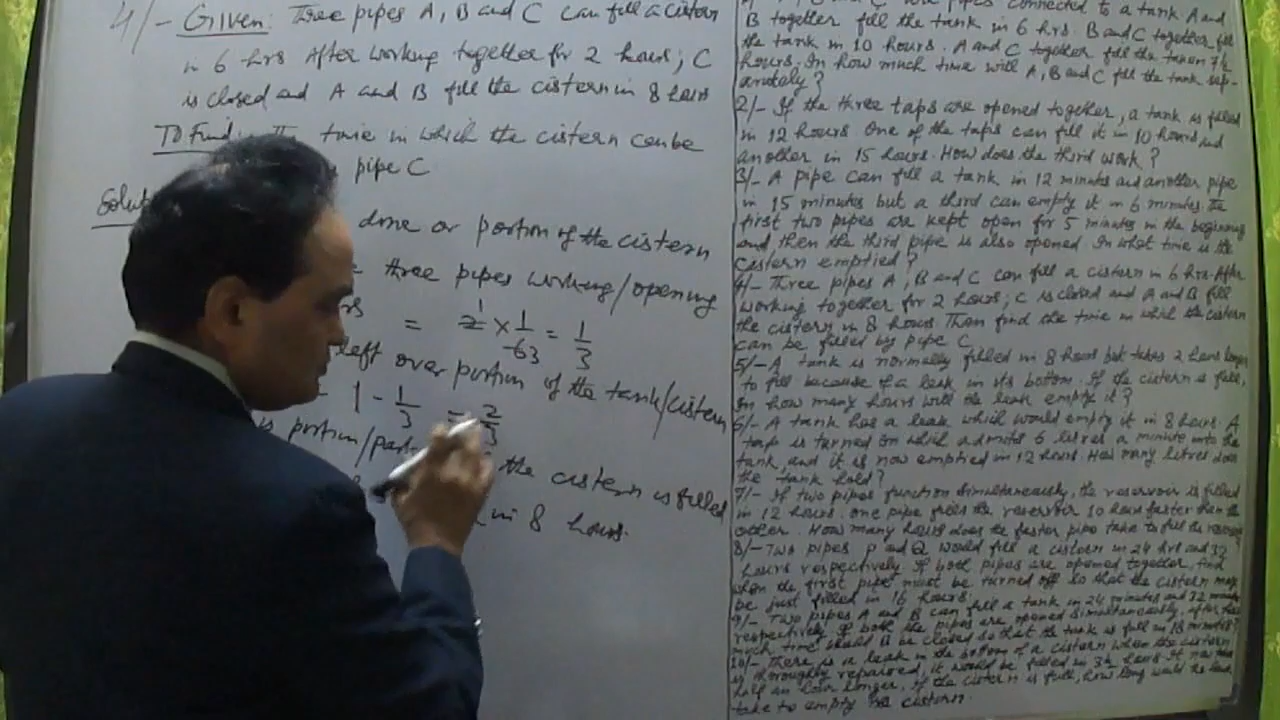 4/- Given: Three pipes A, B and C can fill a cistern
in 6 hrs After working together for 2 hours; C
is closed and A and B fill the cistern in 8 hours
To Find time in which the cistern can be
pipe C
Solut
done or portion of the cistern
three pipes working/opening
= 2 × 1/6 3 = 1/3
left over portion of the tank/cistern
1 - 1/3 = 2/3
is portion/part the cistern is filled
in 8 hours.
pipes connected to a tank A and
B together fill the tank in 6 hrs. B and C together fill
the tank in 10 hours. A and C together fill the tank in 7½
hours; In how much time will A, B and C fill the tank sep-
arately?
2/- If the three taps are opened together, a tank is filled
in 12 hours One of the taps can fill it in 10 hours and
another in 15 hours. How does the third work?
3/- A pipe can fill a tank in 12 minutes and another pipe
in 15 minutes but a third can empty it in 6 minutes The
first two pipes are kept open for 5 minutes in the beginning
and then the third pipe is also opened In what time is the
cistern emptied?
4/- Three pipes A, B and C can fill a cistern in 6 hrs. After
working together for 2 hours; C is closed and A and B fill
the cistern in 8 hours. Then find the time in which the cistern
can be filled by pipe C
5/- A tank is normally filled in 8 hours but takes 2 hours longer
to fill because of a leak in its bottom. If the cistern is full,
In how many hours will the leak empty it?
6/- A tank has a leak which would empty it in 8 hours. A
tap is turned on which admits 6 litres a minute into the
tank, and it is now emptied in 12 hours. How many litres does
the tank hold?
7/- If two pipes function simultaneously, the reservoir is filled
in 12 hours. One pipe fills the reservoir 10 hours faster than the
other. How many hours does the faster pipe take to fill the reservoir
8/- Two pipes P and Q would fill a cistern in 24 hrs and 32
hours respectively. If both pipes are opened together, find
when the first pipe must be turned off so that the cistern may
be just filled in 16 hours.
9/- Two pipes A and B can fill a tank in 24 minutes and 32 minutes
respectively. If both the pipes are opened simultaneously, after how
much time should B be closed so that the tank is full in 18 minutes?
10/- There is a leak in the bottom of a cistern when the cistern
is thoroughly repaired, it would be filled in 3½ hours. It now takes
half an hour longer. If the cistern is full, how long would the leak
take to empty the cistern.